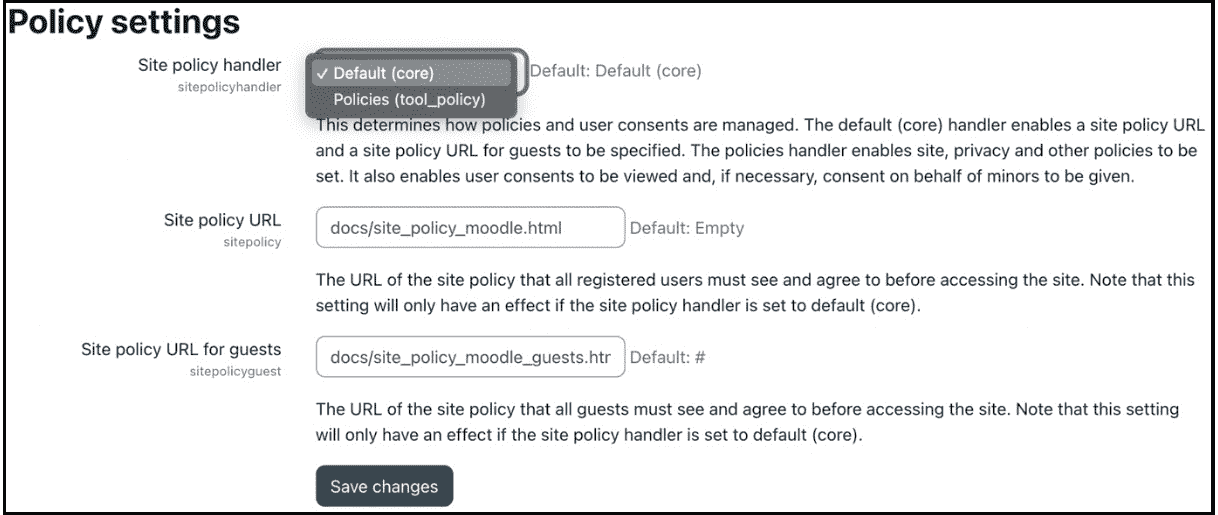 Policy settings
Site policy handler
sitepolicyhandler
✓ Default (core)
Policies (tool_policy)
Default: Default (core)
This determines how policies and user consents are managed. The default (core) handler enables a site policy URL
and a site policy URL for guests to be specified. The policies handler enables site, privacy and other policies to be
set. It also enables user consents to be viewed and, if necessary, consent on behalf of minors to be given.
Site policy URL
sitepolicy
docs/site_policy_moodle.html
Default: Empty
The URL of the site policy that all registered users must see and agree to before accessing the site. Note that this
setting will only have an effect if the site policy handler is set to default (core).
Site policy URL for guests
sitepolicyguest
docs/site_policy_moodle_guests.htr
Default: #
The URL of the site policy that all guests must see and agree to before accessing the site. Note that this setting
will only have an effect if the site policy handler is set to default (core).
Save changes